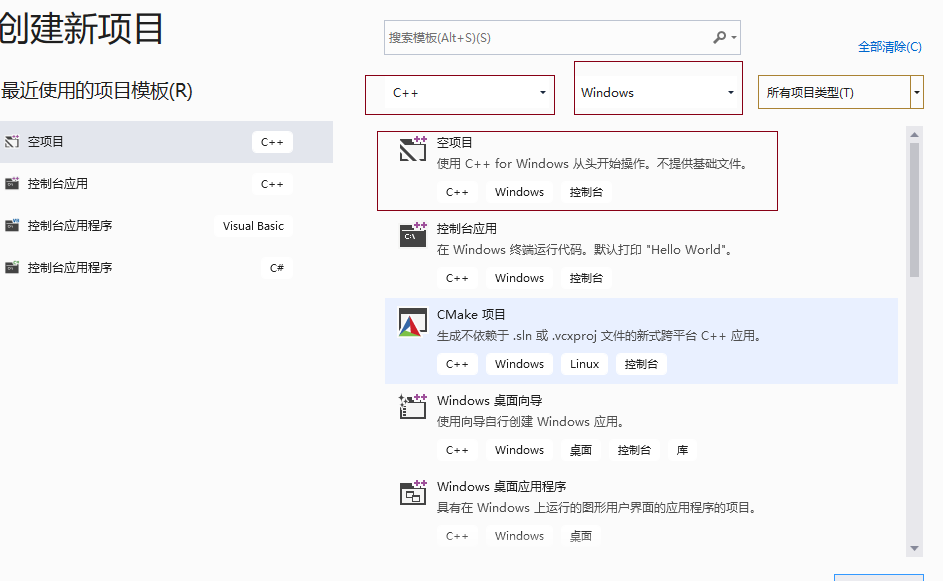 创建新项目
最近使用的项目模板(R)
空项目
C++
控制台应用
C++
控制台应用程序
Visual Basic
控制台应用程序
C#
搜索模板(Alt+S)(S)
全部清除(C)
C++
Windows
所有项目类型(T)
空项目
使用 C++ for Windows 从头开始操作。不提供基础文件。
C++ Windows 控制台
控制台应用
在 Windows 终端运行代码。默认打印 "Hello World"。
C++ Windows 控制台
CMake 项目
生成不依赖于 .sln 或 .vcxproj 文件的新式跨平台 C++ 应用。
C++ Windows Linux 控制台
Windows 桌面向导
使用向导自行创建 Windows 应用。
C++ Windows 桌面 控制台 库
Windows 桌面应用程序
具有在 Windows 上运行的图形用户界面的应用程序的项目。
C++ Windows 桌面